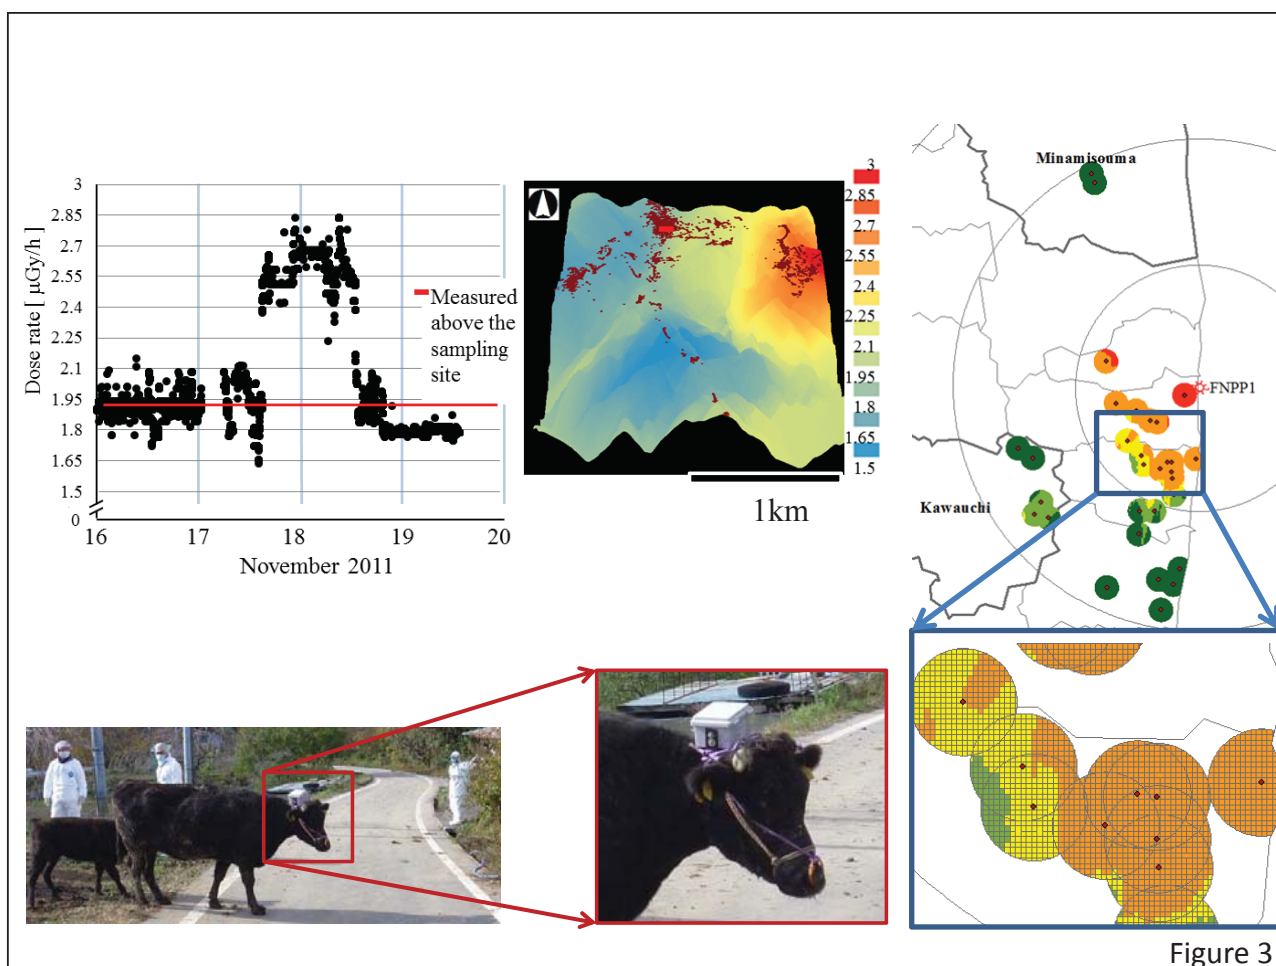 3
2.85
2.7
2.55
2.4
2.25
2.1
1.95
1.8
1.65
1.5
0
Dose rate [ μGy/h]
16
17
18
19
20
November 2011
Measured
above the
sampling
site
3
2.85
2.7
2.55
2.4
2.25
2.1
1.95
1.8
1.65
1.5
1km
Minamisouma
FNPP1
Kawauchi
Figure 3